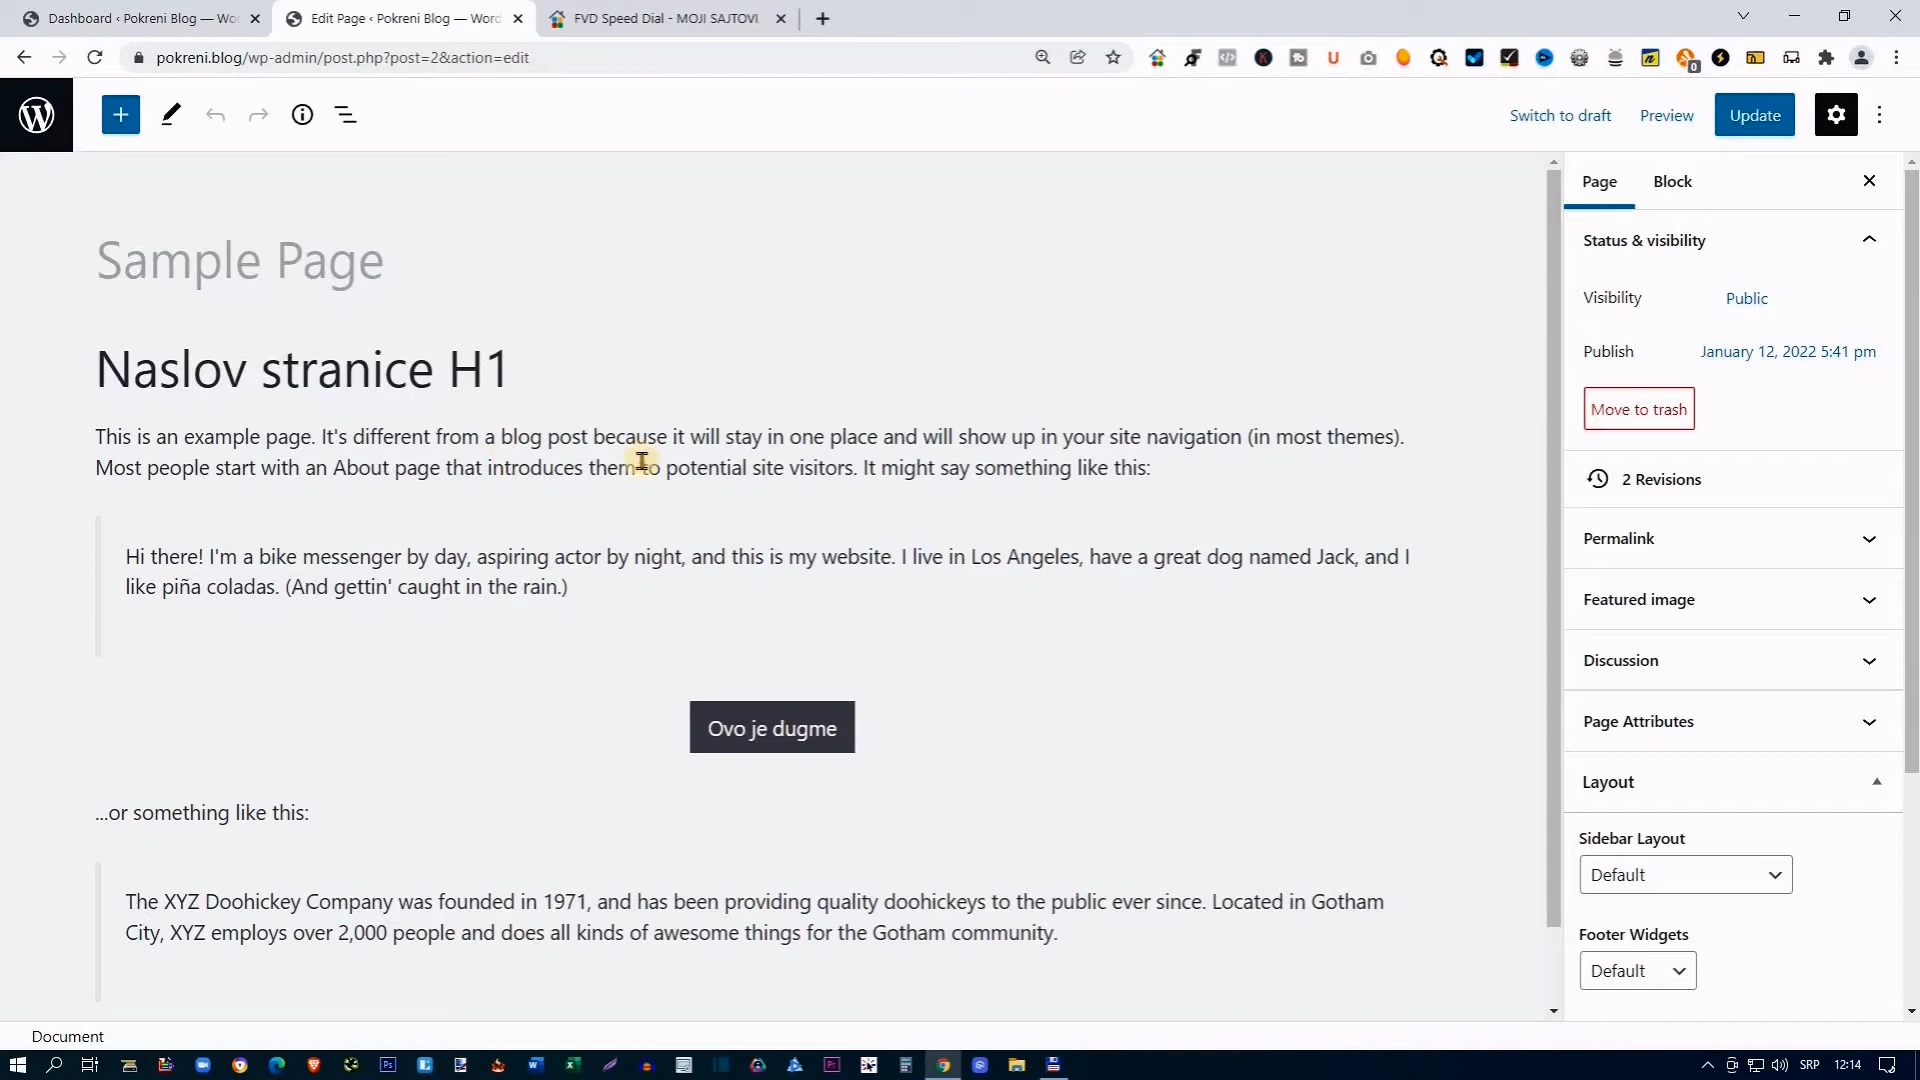 Dashboard ‹ Pokreni Blog — Wor
Edit Page ‹ Pokreni Blog — Word
FVD Speed Dial - MOJI SAJTOVI
pokreni.blog/wp-admin/post.php?post=2&action=edit
Switch to draft
Preview
Update
Page
Block
Sample Page
Naslov stranice H1
This is an example page. It's different from a blog post because it will stay in one place and will show up in your site navigation (in most themes).
Most people start with an About page that introduces them to potential site visitors. It might say something like this:
Hi there! I'm a bike messenger by day, aspiring actor by night, and this is my website. I live in Los Angeles, have a great dog named Jack, and I
like piña coladas. (And gettin' caught in the rain.)
Ovo je dugme
...or something like this:
The XYZ Doohickey Company was founded in 1971, and has been providing quality doohickeys to the public ever since. Located in Gotham
City, XYZ employs over 2,000 people and does all kinds of awesome things for the Gotham community.
Status & visibility
Visibility
Public
Publish
January 12, 2022 5:41 pm
Move to trash
2 Revisions
Permalink
Featured image
Discussion
Page Attributes
Layout
Sidebar Layout
Default
Footer Widgets
Default
Document
SRP
12:14